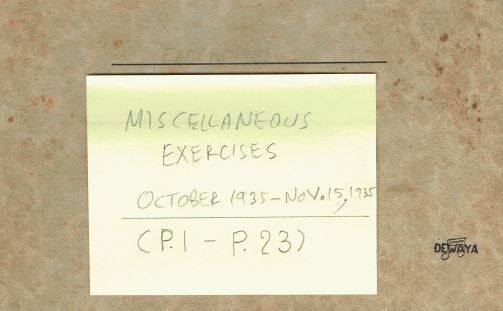 MISCELLANEOUS
EXERCISES
OCTOBER 1935-NOV.15,1935
(P.1 - P.23)
DEWAYA